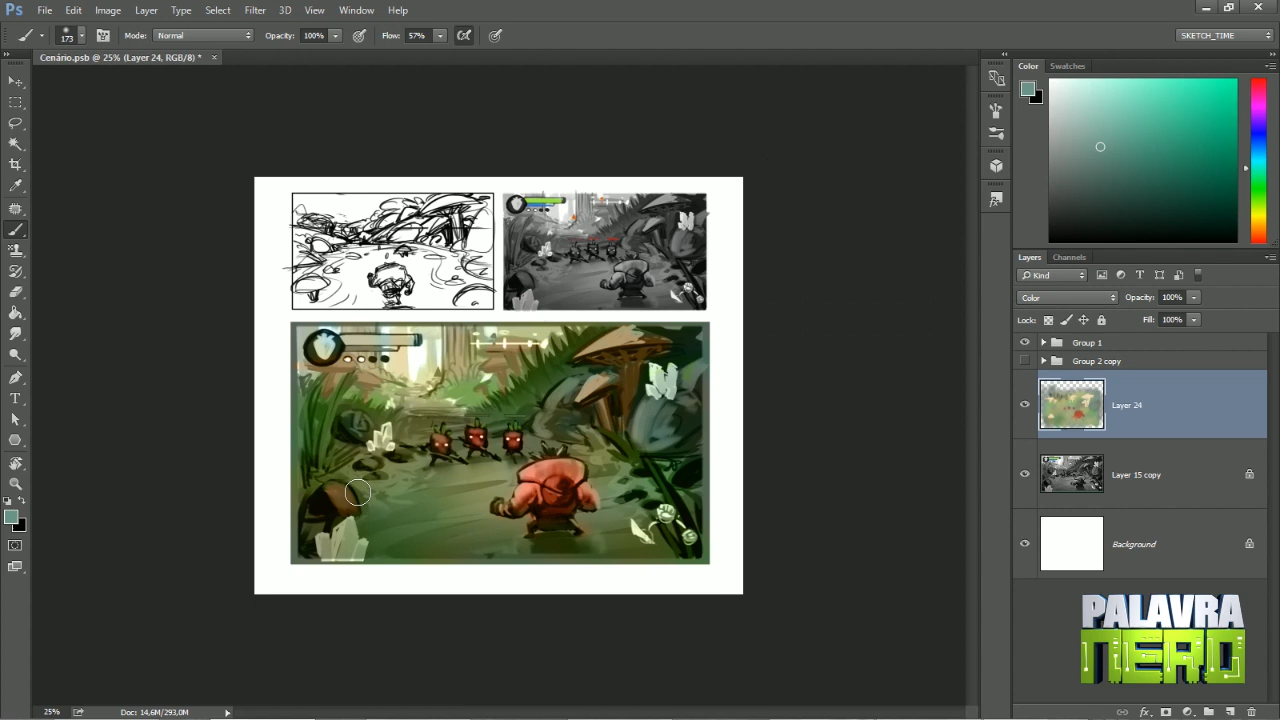 Ps File Edit Image Layer Type Select Filter 3D View Window Help
173 Mode: Normal Opacity: 100% Flow: 57% SKETCH_TIME
Cenário.psb @ 25% (Layer 24, RGB/8) * ×
Color Swatches
Layers Channels
Kind
Color Opacity: 100%
Lock: Fill: 100%
Group 1
Group 2 copy
Layer 24
Layer 15 copy
Background
PALAVRA
NERD
25% Doc: 14,6M/293,0M
fx